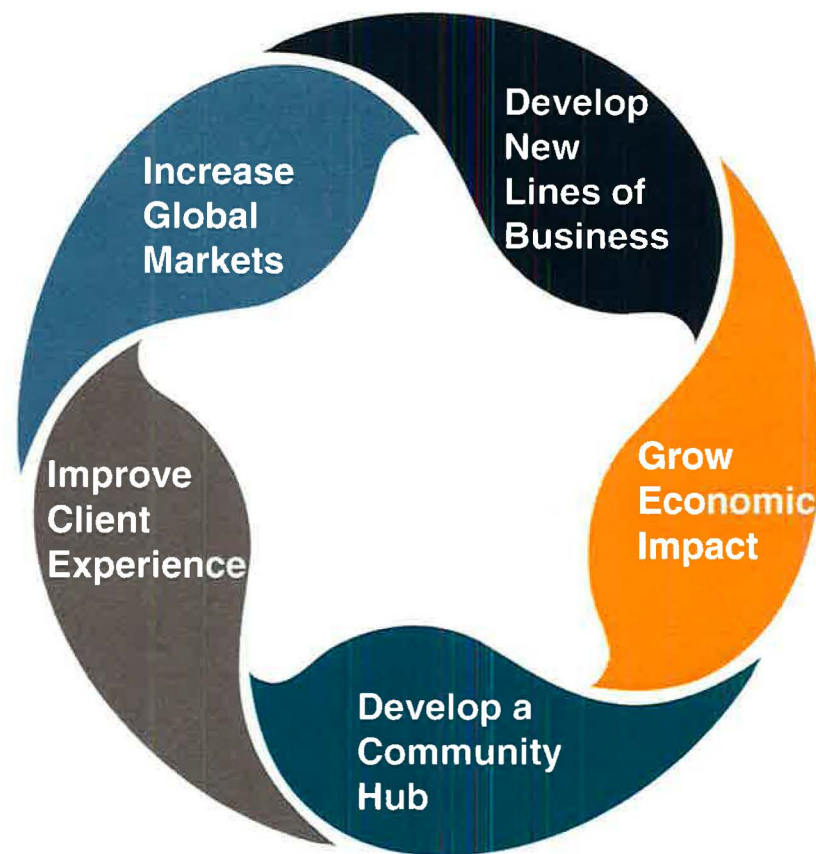 Develop
New
Lines of
Business
Grow
Economic
Impact
Develop a
Community
Hub
Improve
Client
Experience
Increase
Global
Markets